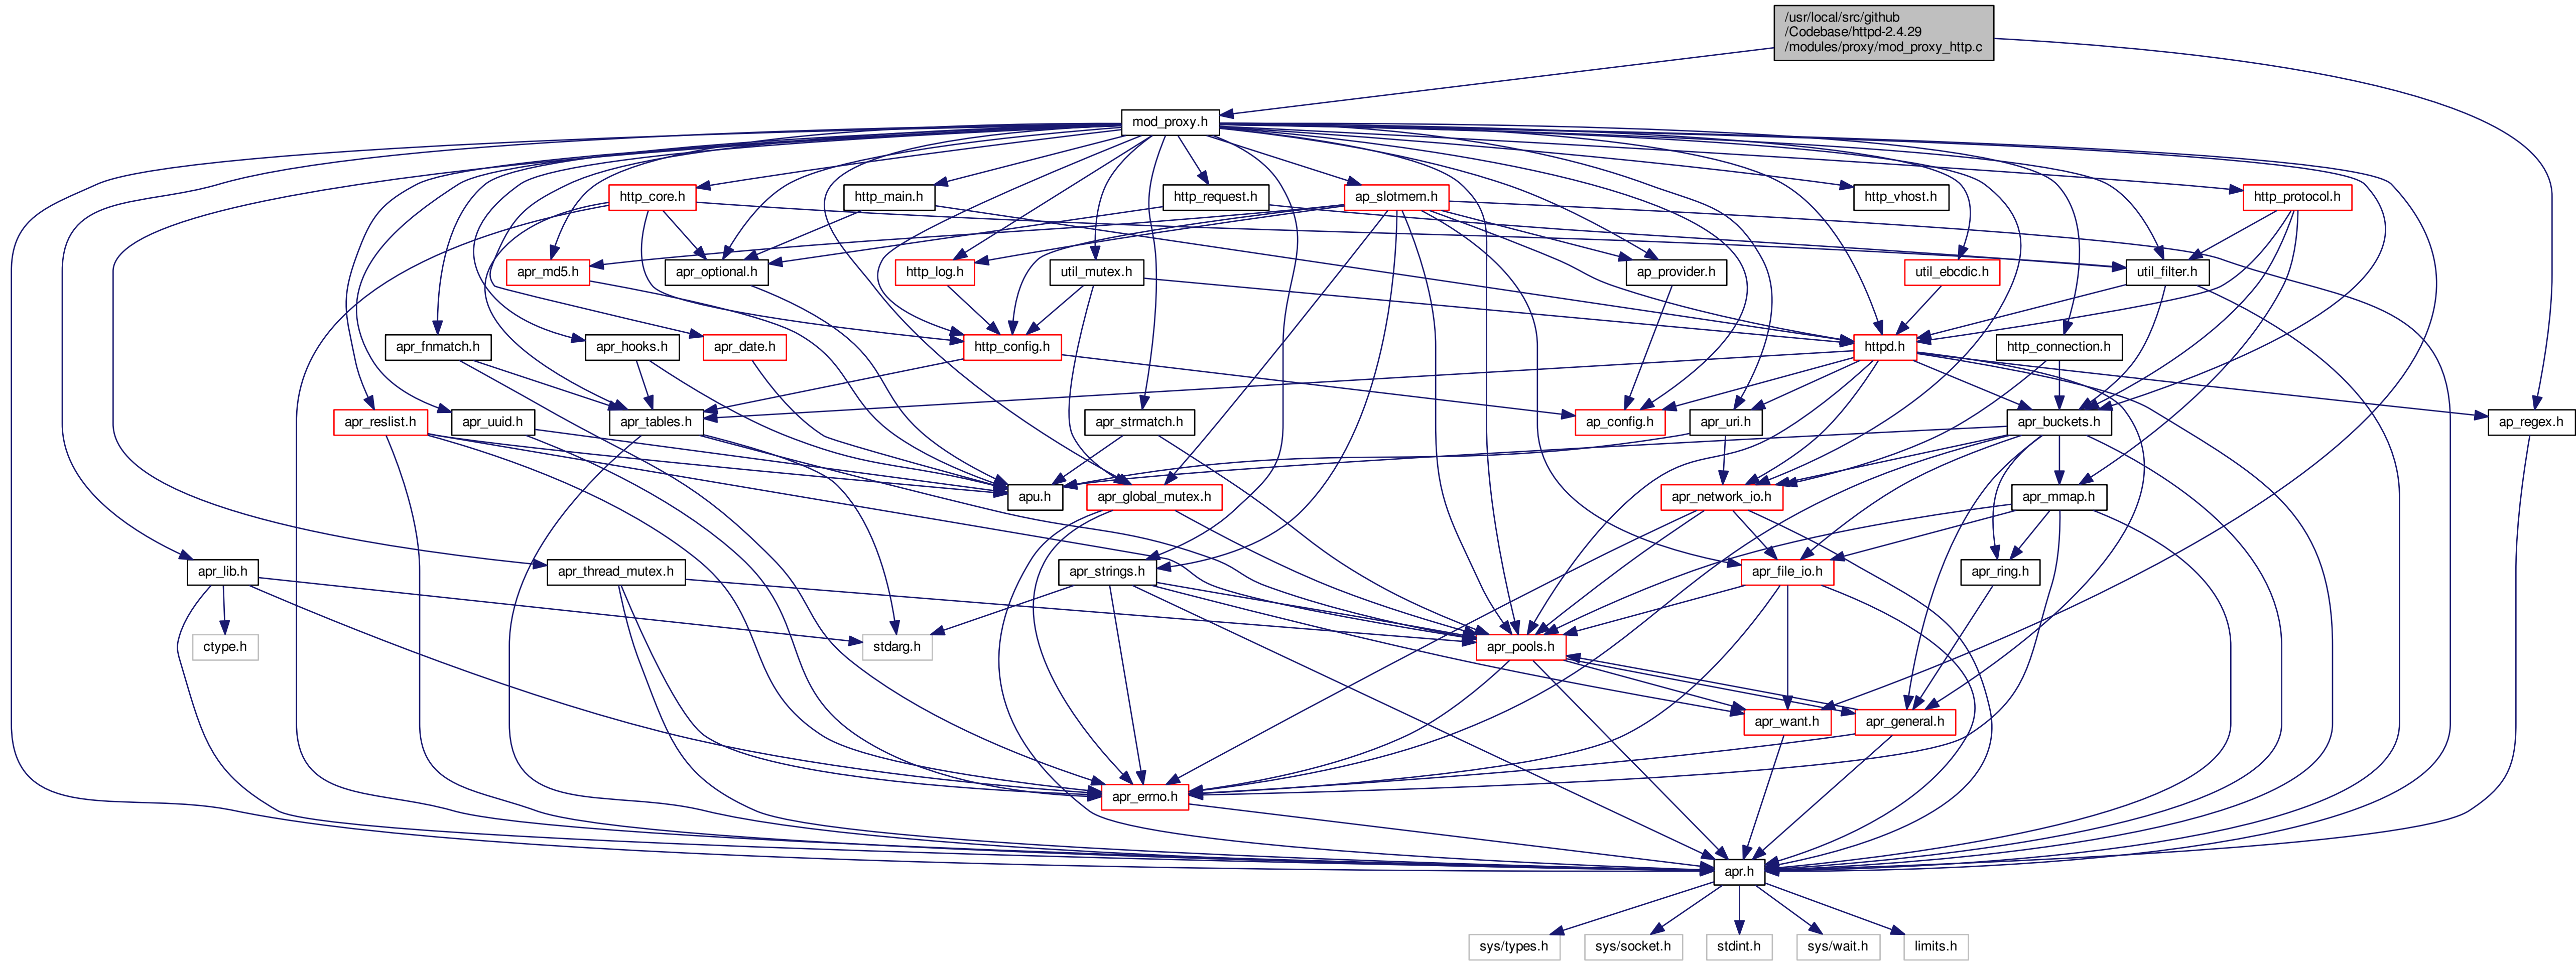 /usr/local/src/github
/Codebase/httpd-2.4.29
/modules/proxy/mod_proxy_http.c
mod_proxy.h
http_core.h
http_main.h
http_request.h
ap_slotmem.h
http_vhost.h
http_protocol.h
apr_md5.h
apr_optional.h
http_log.h
util_mutex.h
ap_provider.h
util_ebcdic.h
util_filter.h
apr_fnmatch.h
apr_hooks.h
apr_date.h
http_config.h
httpd.h
http_connection.h
apr_reslist.h
apr_uuid.h
apr_tables.h
apr_strmatch.h
ap_config.h
apr_uri.h
apr_buckets.h
ap_regex.h
apu.h
apr_global_mutex.h
apr_network_io.h
apr_mmap.h
apr_lib.h
apr_thread_mutex.h
apr_strings.h
apr_file_io.h
apr_ring.h
ctype.h
stdarg.h
apr_pools.h
apr_want.h
apr_general.h
apr_errno.h
apr.h
sys/types.h
sys/socket.h
stdint.h
sys/wait.h
limits.h